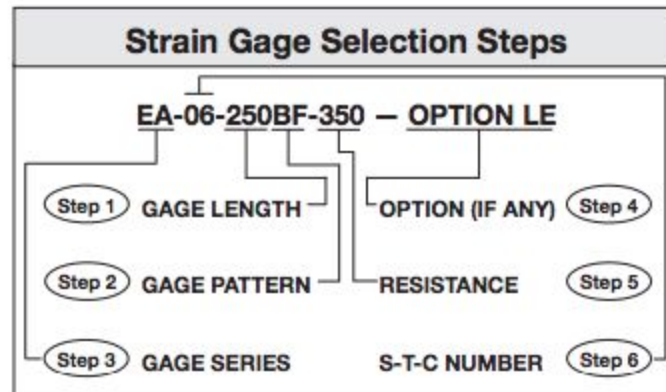 Strain Gage Selection Steps
EA-06-250BF-350 — OPTION LE
Step 1 GAGE LENGTH OPTION (IF ANY) Step 4
Step 2 GAGE PATTERN RESISTANCE Step 5
Step 3 GAGE SERIES S-T-C NUMBER Step 6